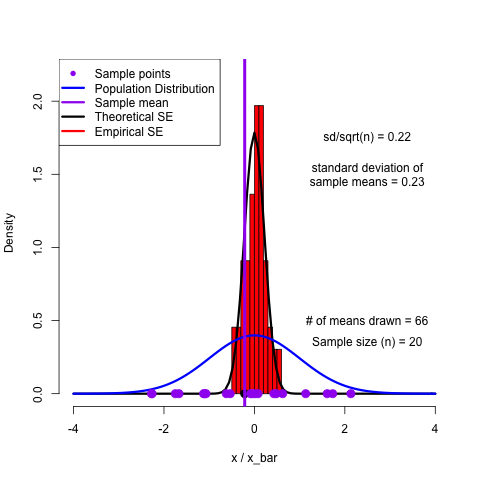 Sample points
Population Distribution
Sample mean
Theoretical SE
Empirical SE
sd/sqrt(n) = 0.22
standard deviation of
sample means = 0.23
# of means drawn = 66
Sample size (n) = 20
Density
0.0
0.5
1.0
1.5
2.0
-4
-2
0
2
4
x / x_bar